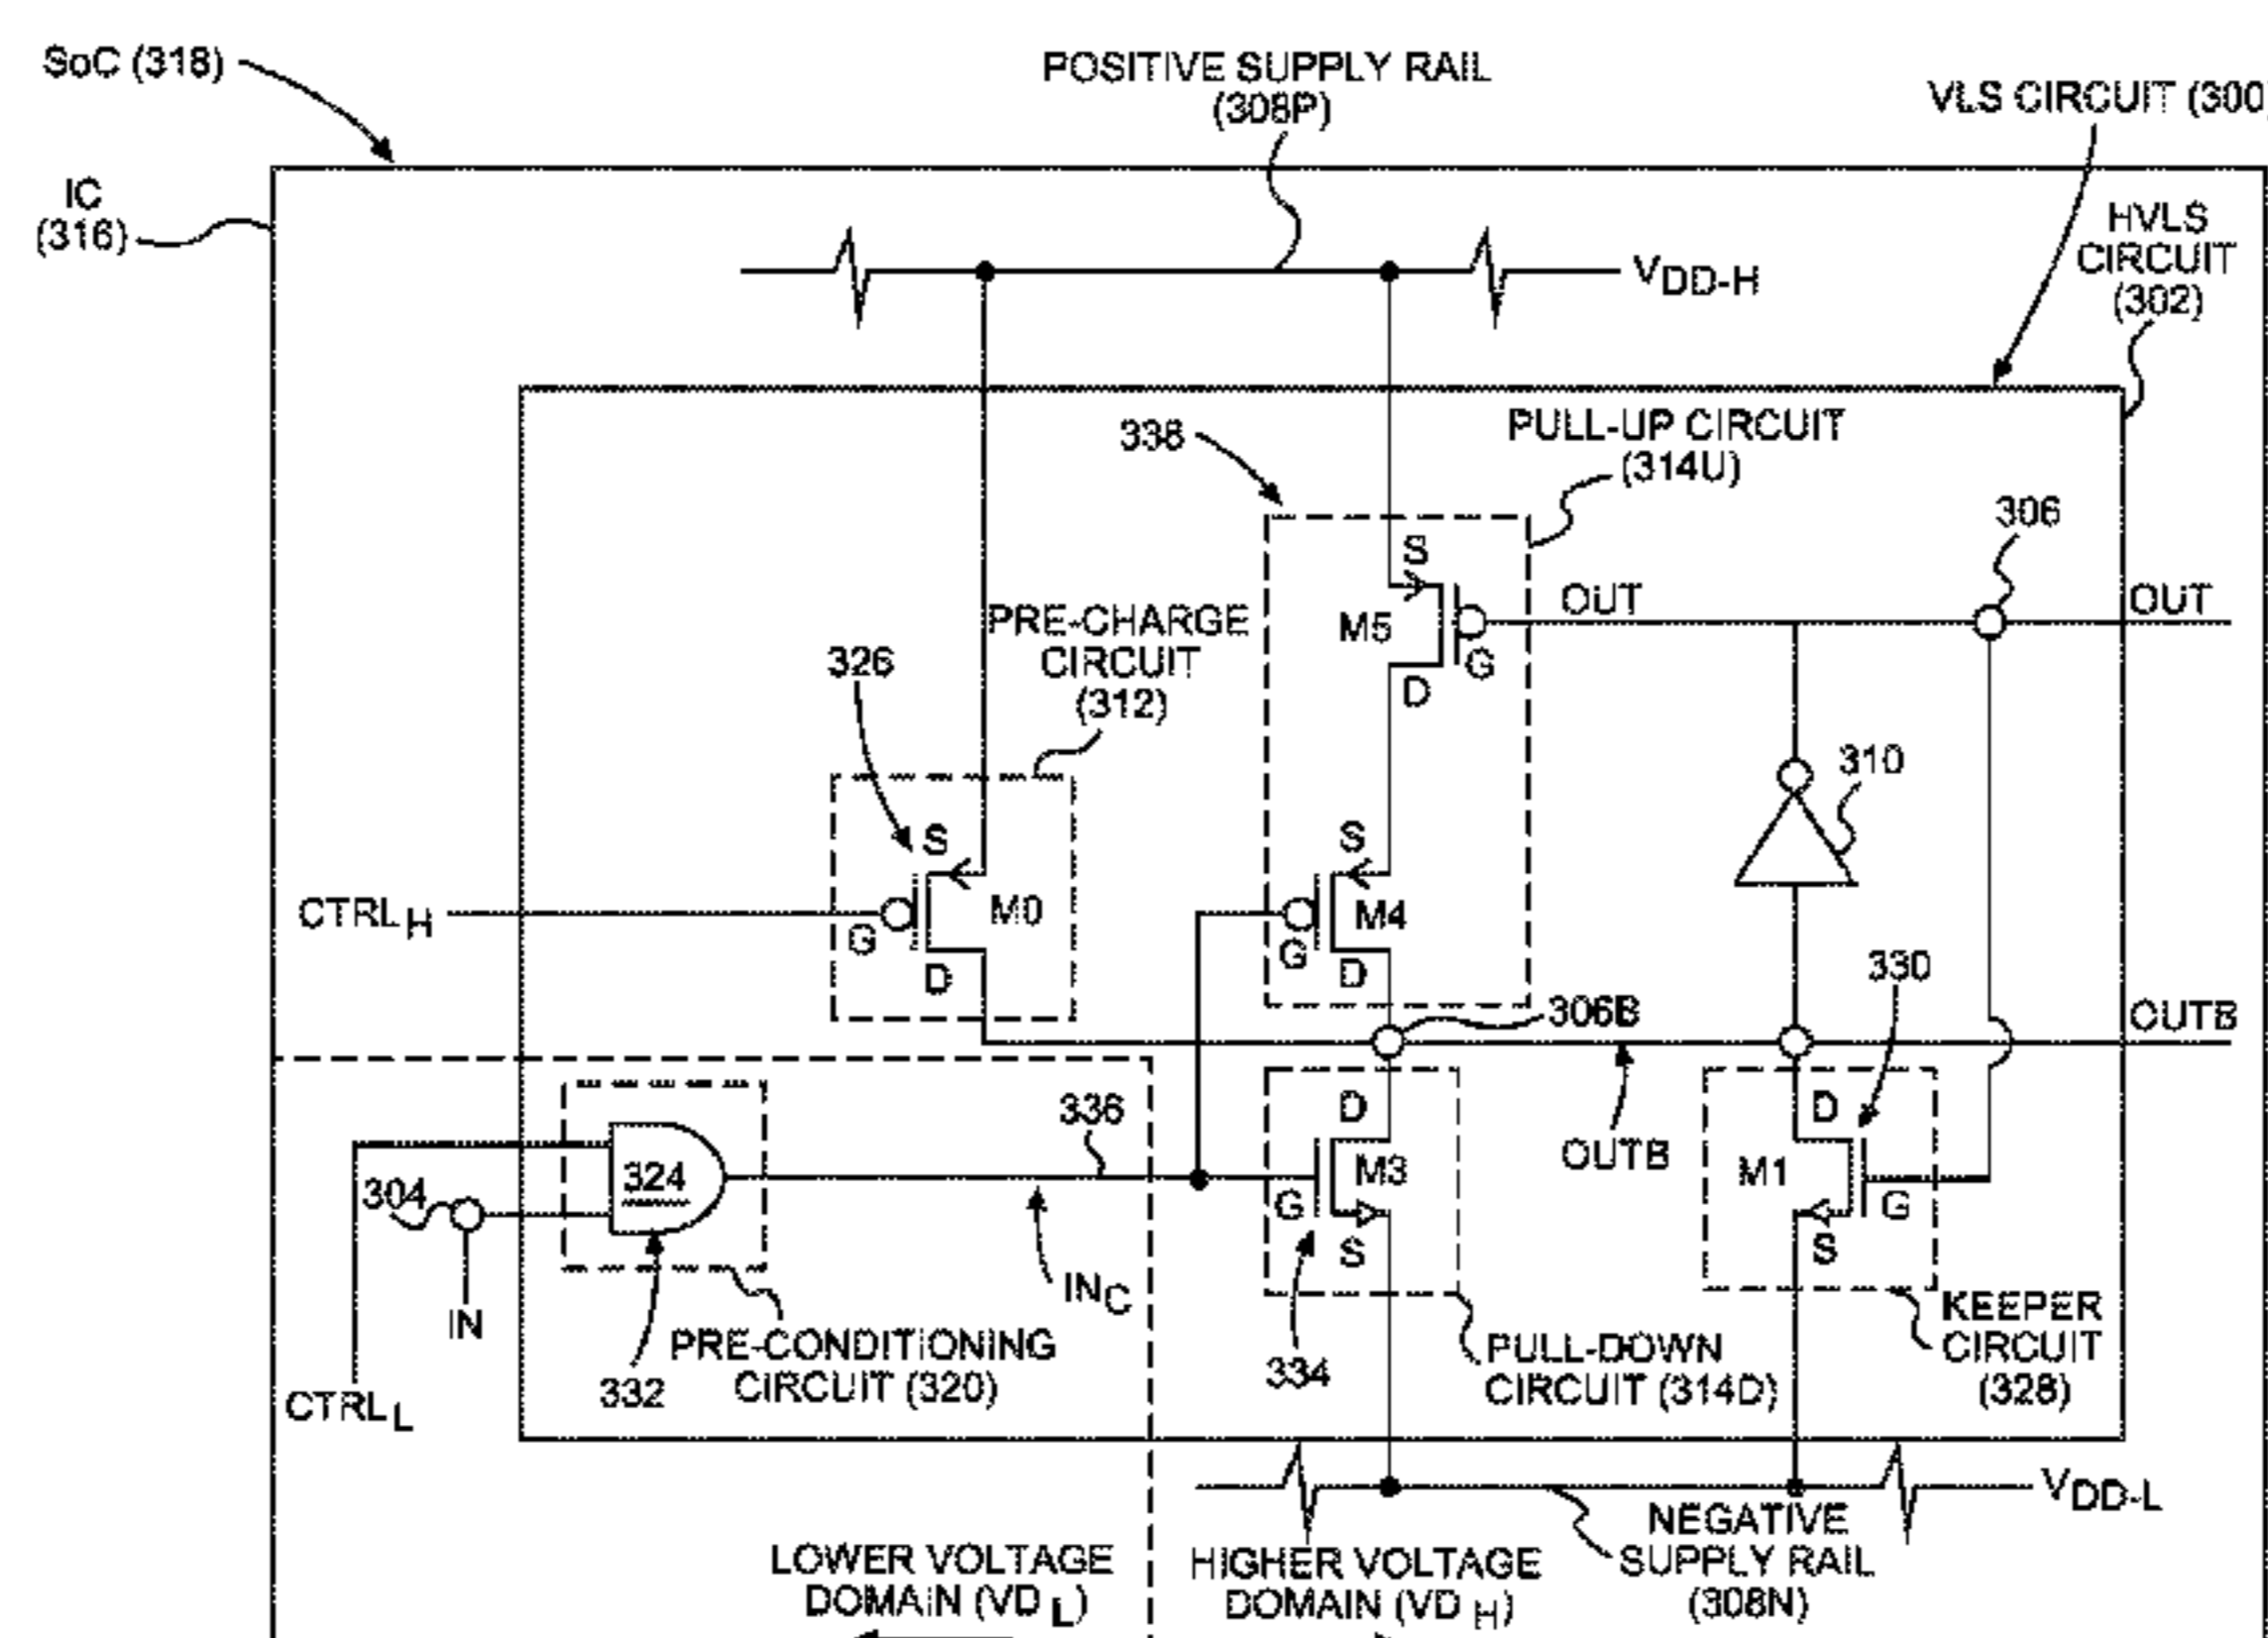 SoC (318)
POSITIVE SUPPLY RAIL
(308P)
VLS CIRCUIT (300)
IC
(316)
HVLS
CIRCUIT
(302)
VDD-H
PULL-UP CIRCUIT
(314U)
338
306
S
OUT
OUT
M5
G
D
PRE-CHARGE
CIRCUIT
(312)
326
310
S
S
CTRLH
G
M0
D
G
M4
D
330
306B
OUTB
336
D
D
304
324
G
M3
S
OUTB
M1
G
S
IN
INC
PRE-CONDITIONING
CIRCUIT (320)
332
334
PULL-DOWN
CIRCUIT (314D)
KEEPER
CIRCUIT
(328)
CTRLL
VDD-L
NEGATIVE
SUPPLY RAIL
(308N)
LOWER VOLTAGE
DOMAIN (VDL)
HIGHER VOLTAGE
DOMAIN (VDH)